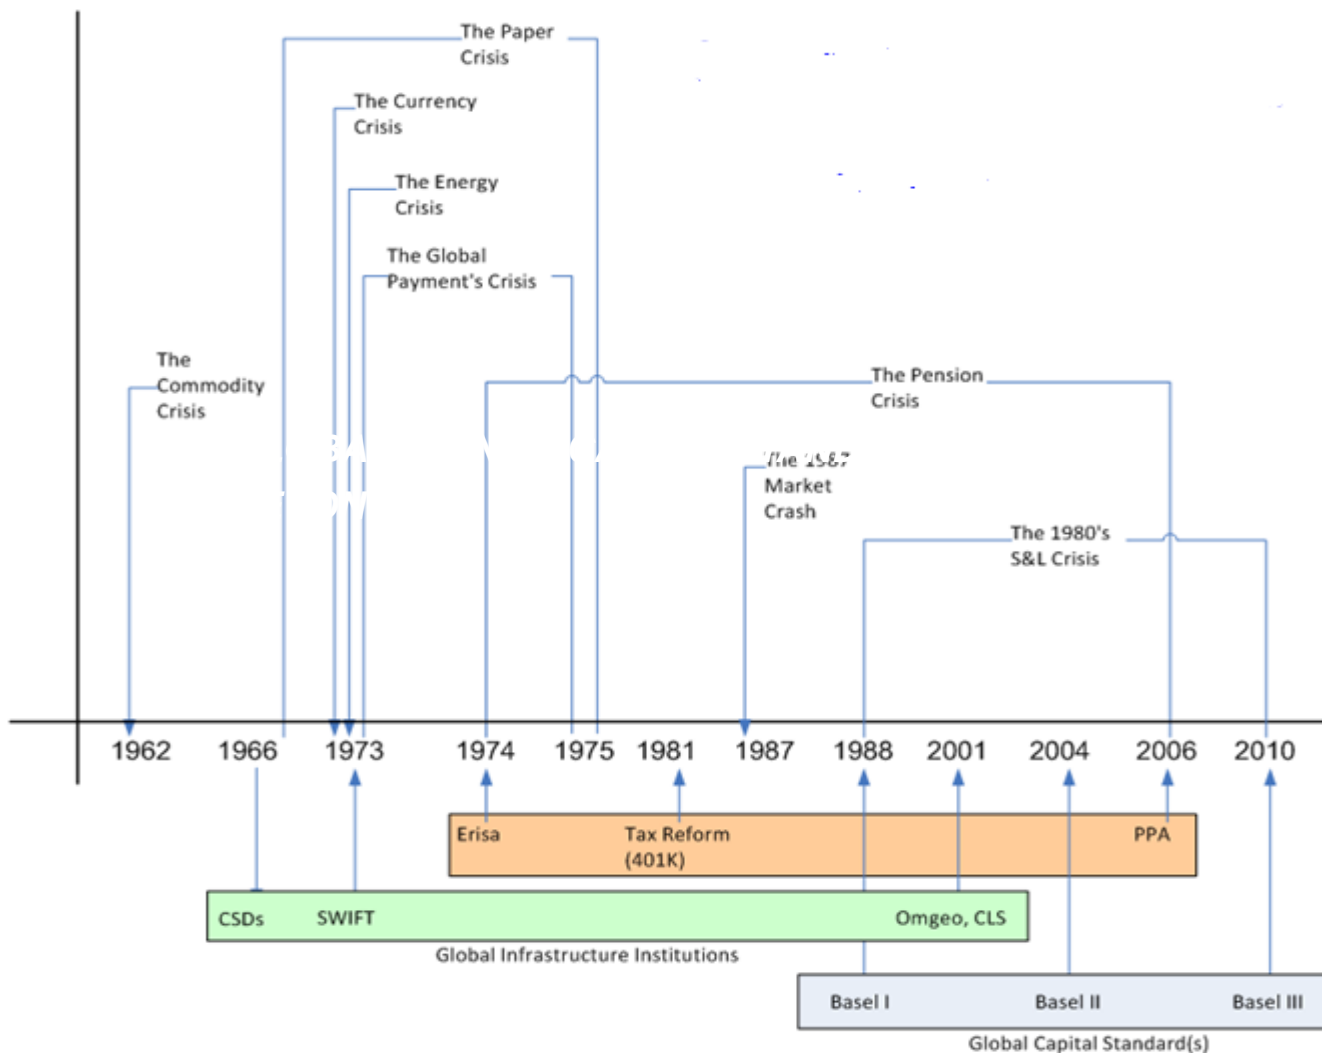 The Paper
Crisis
The Currency
Crisis
The Energy
Crisis
The Global
Payment's Crisis
The
Commodity
Crisis
The Pension
Crisis
The 1987
Market
Crash
The 1980's
S&L Crisis
1962 1966 1973 1974 1975 1981 1987 1988 2001 2004 2006 2010
Erisa Tax Reform PPA
(401K)
CSDs SWIFT Omgeo, CLS
Global Infrastructure Institutions
Basel I Basel II Basel III
Global Capital Standard(s)